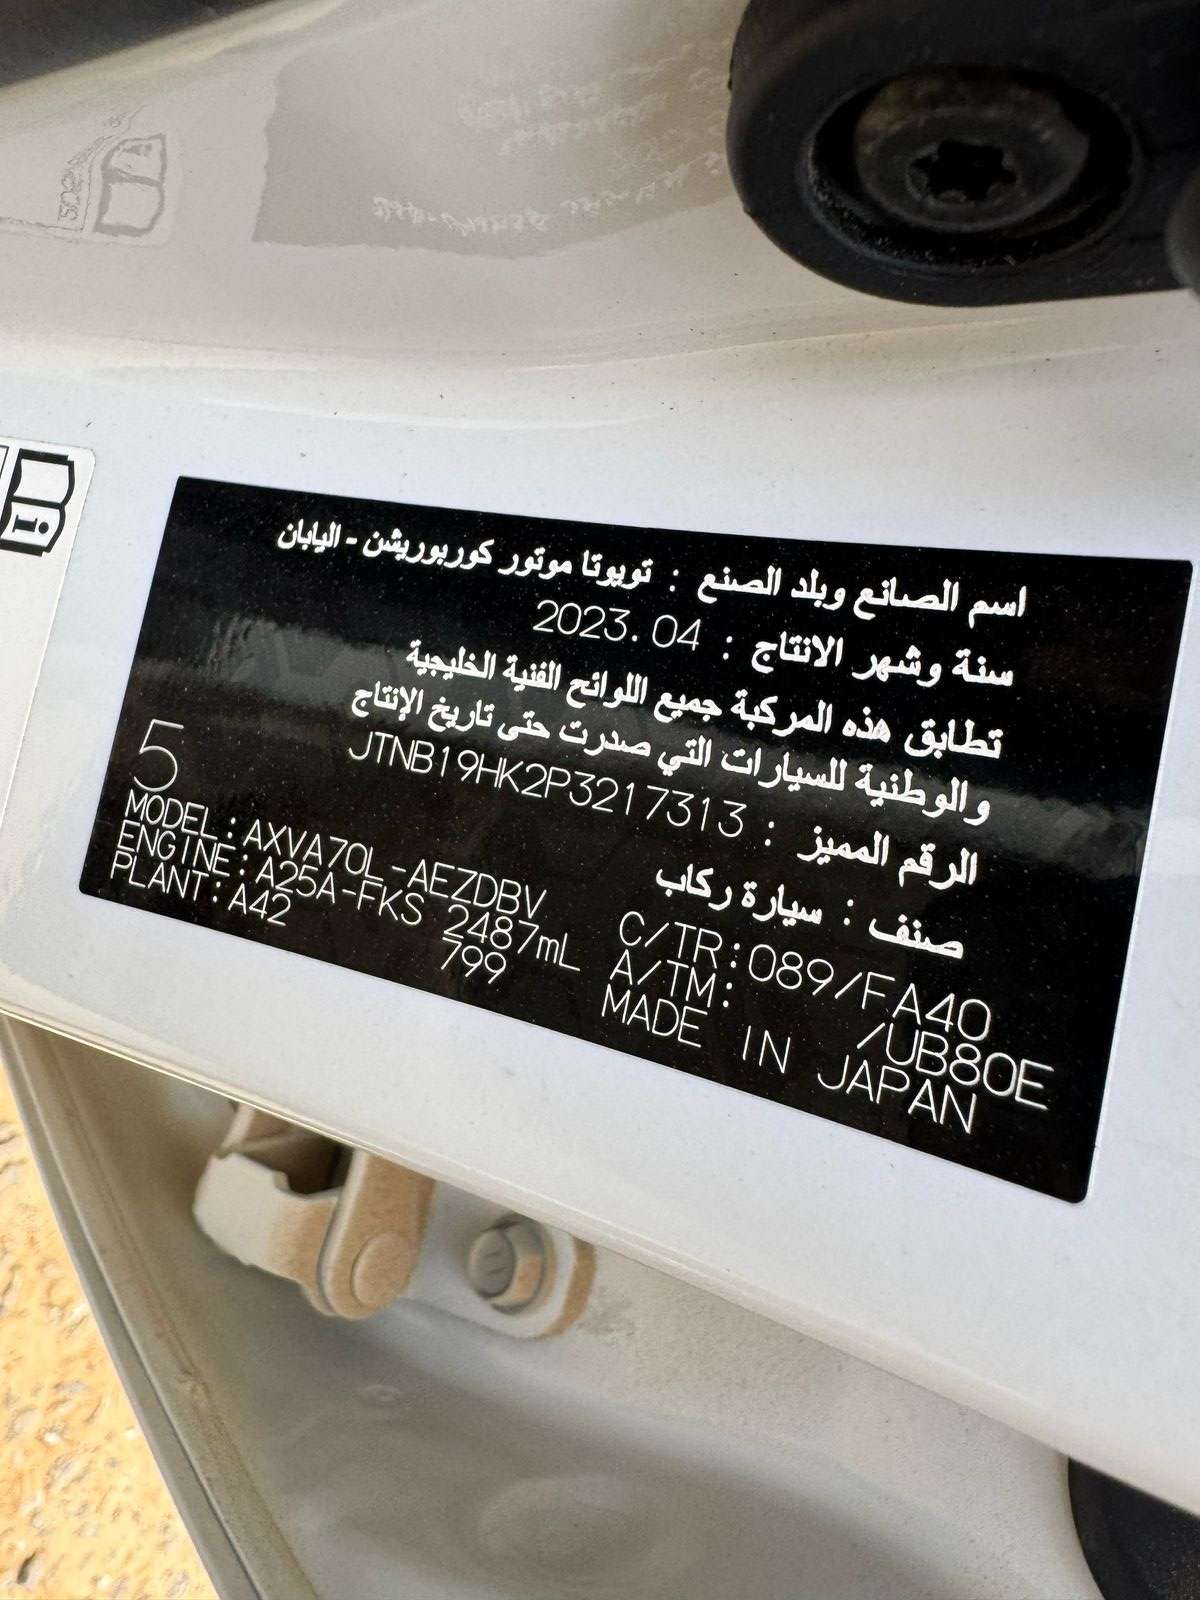 اسم الصانع وبلد الصنع : تويوتا موتور كوربوريشن - اليابان
سنة وشهر الانتاج : 2023.04
تطابق هذه المركبة جميع اللوائح الفنية الخليجية
والوطنية للسيارات التي صدرت حتى تاريخ الإنتاج
الرقم المميز : JTNB19HK2P3217313
صنف : سيارة ركاب
5
MODEL:AXVA70L-AEZDBV C/TR:089/FA40
ENGINE:A25A-FKS 2487mL A/TM: /UB80E
PLANT:A42 799 MADE IN JAPAN